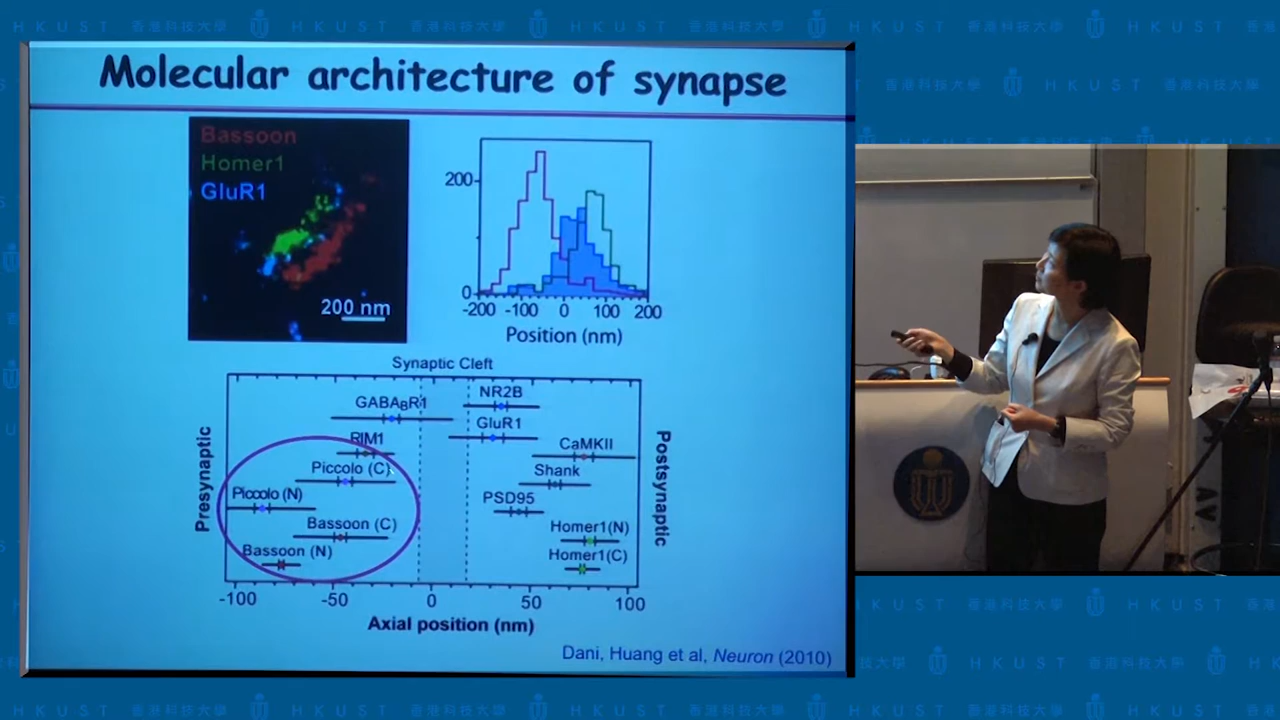 Molecular architecture of synapse
Bassoon
Homer1
GluR1
200 nm
200
0
-200 -100 0 100 200
Position (nm)
Synaptic Cleft
Presynaptic
Postsynaptic
GABABR1
NR2B
GluR1
RIM1
CaMKII
Piccolo (C)
Shank
Piccolo (N)
PSD95
Bassoon (C)
Homer1(N)
Bassoon (N)
Homer1(C)
-100 -50 0 50 100
Axial position (nm)
Dani, Huang et al, Neuron (2010)
HKUST 香港科技大學